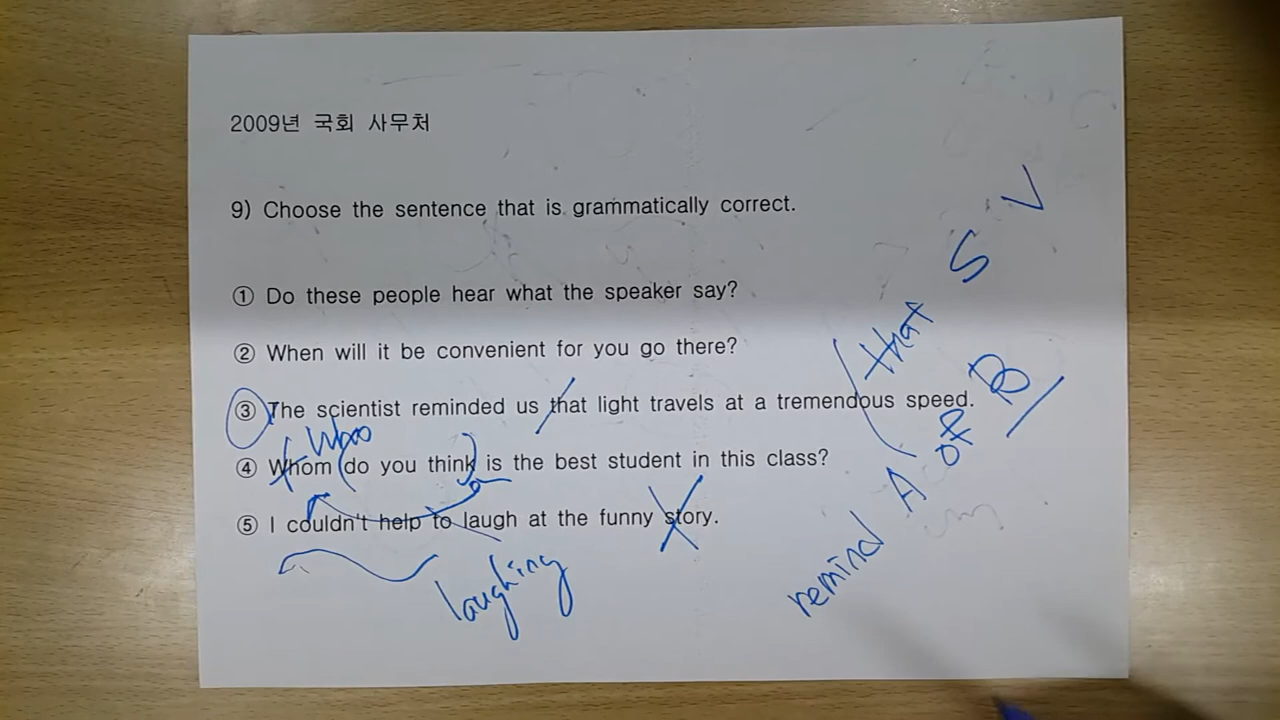 2009년 국회 사무처
9) Choose the sentence that is grammatically correct.
① Do these people hear what the speaker say?
② When will it be convenient for you go there?
③ The scientist reminded us that light travels at a tremendous speed.
Who
④ Whom (do you think) is the best student in this class?
⑤ I couldn't help to laugh at the funny story.
laughing
remind A of B
that S V